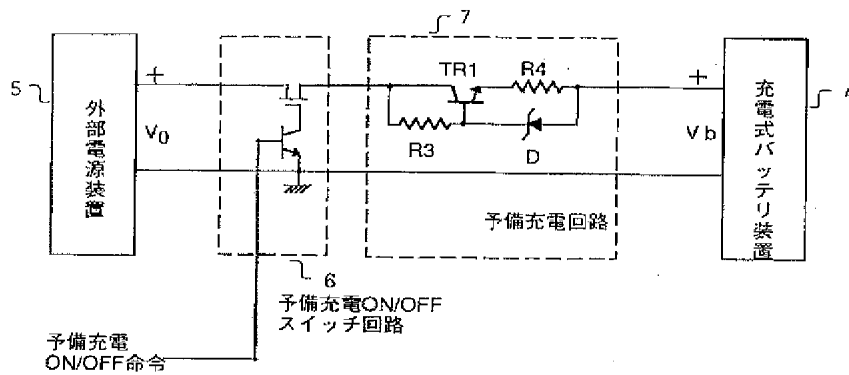 7
5
外部電源装置
+
V0
TR1
R4
R3
D
予備充電回路
+
Vb
充電式バッテリ装置
6
予備充電ON/OFF
スイッチ回路
予備充電
ON/OFF命令